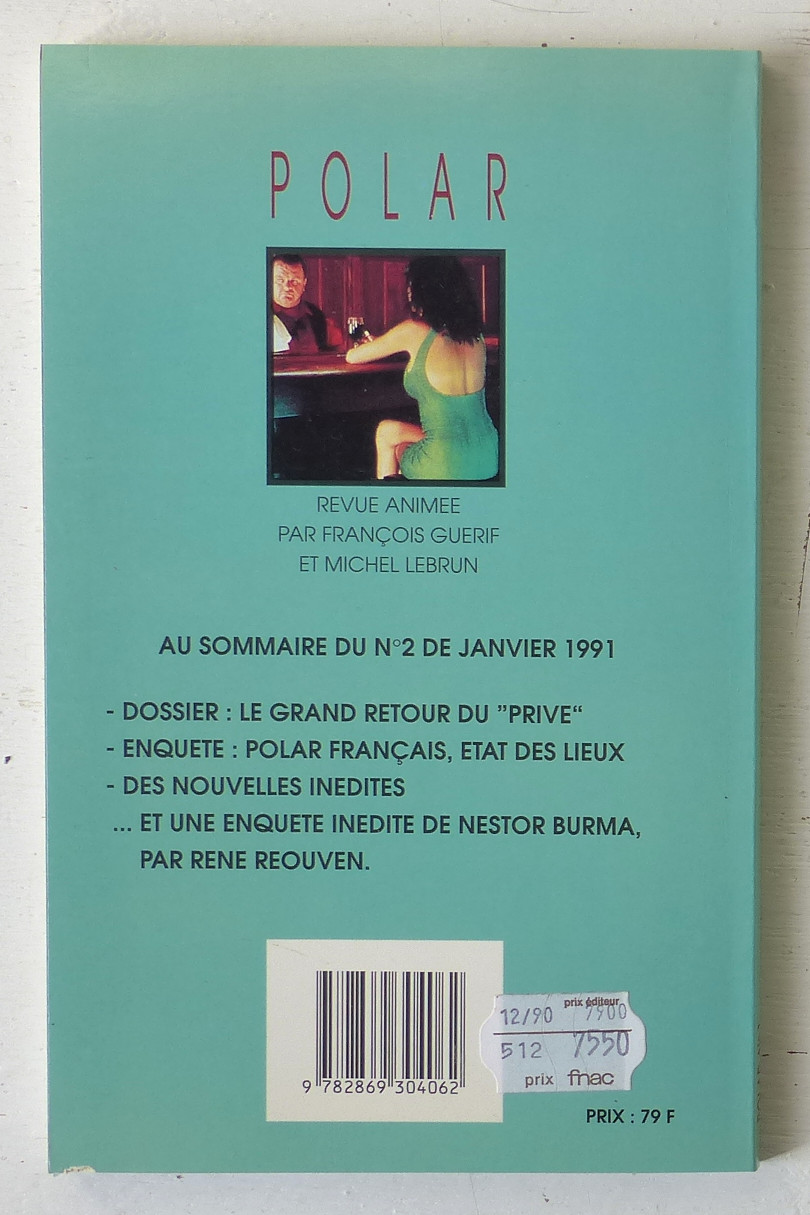 POLAR
REVUE ANIMEE
PAR FRANÇOIS GUERIF
ET MICHEL LEBRUN
AU SOMMAIRE DU N°2 DE JANVIER 1991
- DOSSIER : LE GRAND RETOUR DU ”PRIVE“
- ENQUETE : POLAR FRANÇAIS, ETAT DES LIEUX
- DES NOUVELLES INEDITES
... ET UNE ENQUETE INEDITE DE NESTOR BURMA,
PAR RENE REOUVEN.
9 782869 304062
prix éditeur
12/90 7900
512 7550
prix fnac
PRIX : 79 F